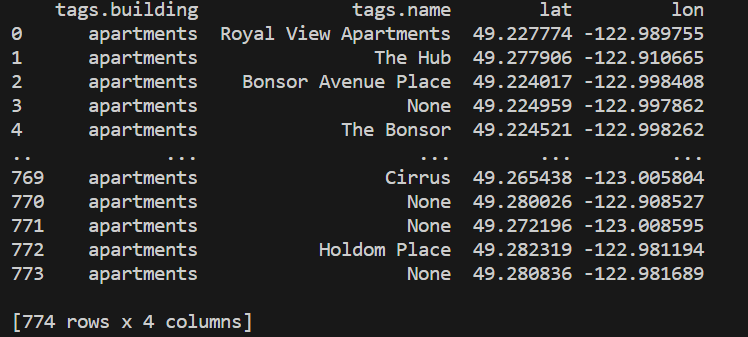 tags.building tags.name lat lon
0 apartments Royal View Apartments 49.227774 -122.989755
1 apartments The Hub 49.277906 -122.910665
2 apartments Bonsor Avenue Place 49.224017 -122.998408
3 apartments None 49.224959 -122.997862
4 apartments The Bonsor 49.224521 -122.998262
.. ... ... ... ...
769 apartments Cirrus 49.265438 -123.005804
770 apartments None 49.280026 -122.908527
771 apartments None 49.272196 -123.008595
772 apartments Holdom Place 49.282319 -122.981194
773 apartments None 49.280836 -122.981689
[774 rows x 4 columns]